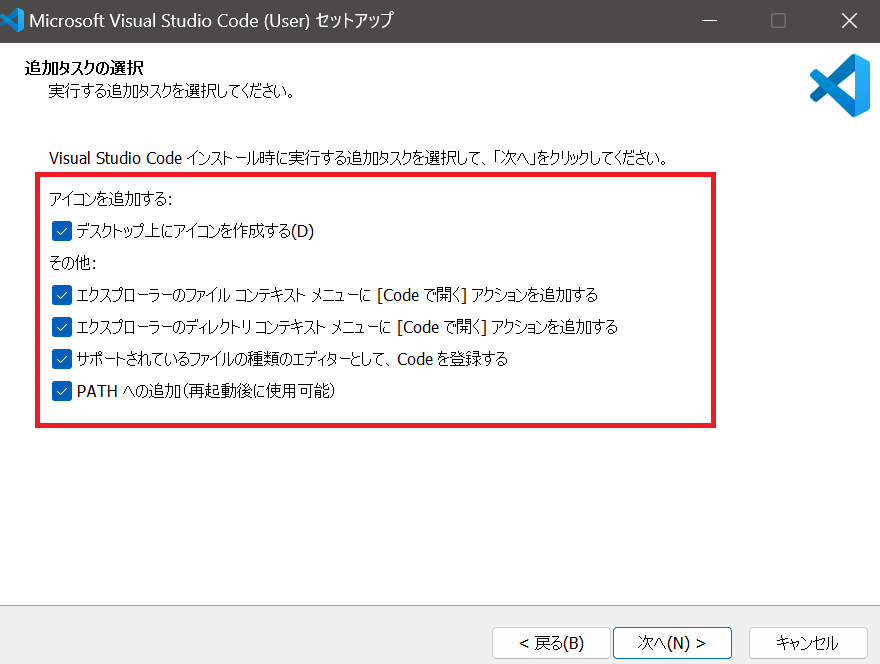 Microsoft Visual Studio Code (User) セットアップ
追加タスクの選択
実行する追加タスクを選択してください。
Visual Studio Code インストール時に実行する追加タスクを選択して、「次へ」をクリックしてください。
アイコンを追加する:
デスクトップ上にアイコンを作成する(D)
その他:
エクスプローラーのファイル コンテキスト メニューに [Code で開く] アクションを追加する
エクスプローラーのディレクトリ コンテキスト メニューに [Code で開く] アクションを追加する
サポートされているファイルの種類のエディターとして、Code を登録する
PATH への追加（再起動後に使用可能）
< 戻る(B) 次へ(N) > キャンセル